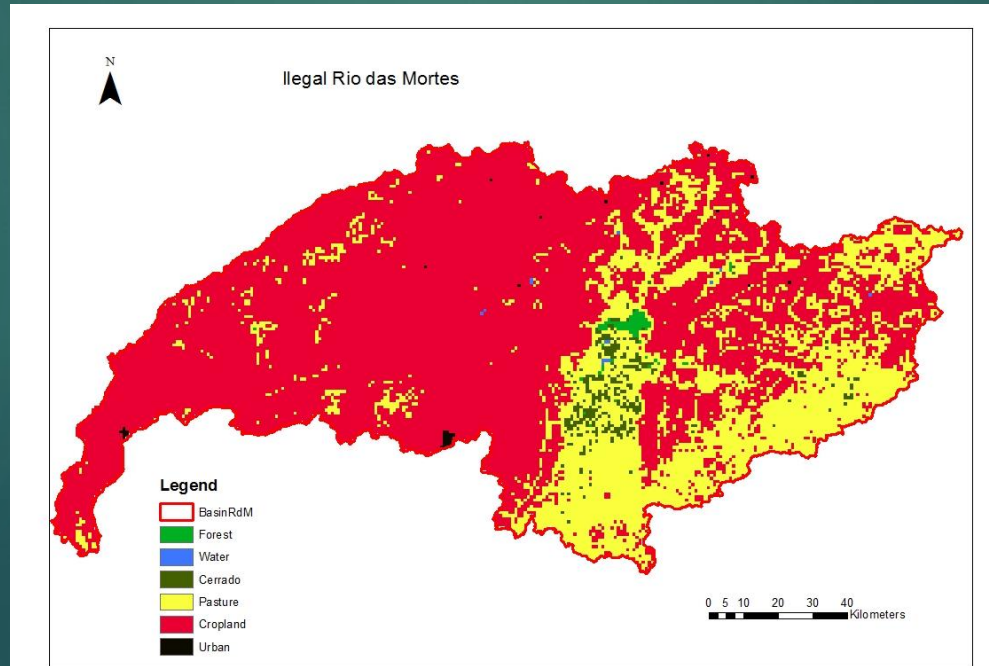 N
Ilegal Rio das Mortes
Legend
BasinRdM
Forest
Water
Cerrado
Pasture
Cropland
Urban
0 5 10 20 30 40
Kilometers